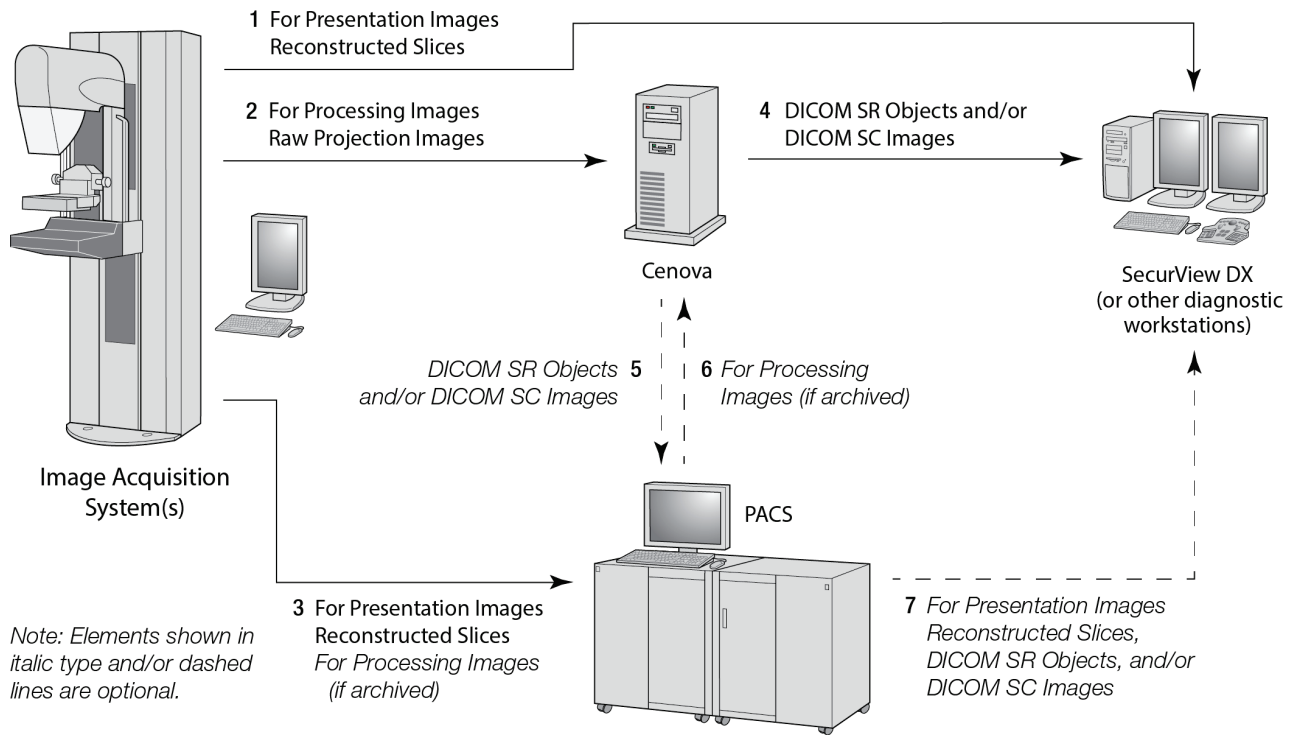 1 For Presentation Images
Reconstructed Slices
2 For Processing Images
Raw Projection Images
4 DICOM SR Objects and/or
DICOM SC Images
Cenova
SecurView DX
(or other diagnostic
workstations)
DICOM SR Objects 5
and/or DICOM SC Images
6 For Processing
Images (if archived)
Image Acquisition
System(s)
PACS
3 For Presentation Images
Reconstructed Slices
For Processing Images
(if archived)
7 For Presentation Images
Reconstructed Slices,
DICOM SR Objects, and/or
DICOM SC Images
Note: Elements shown in
italic type and/or dashed
lines are optional.